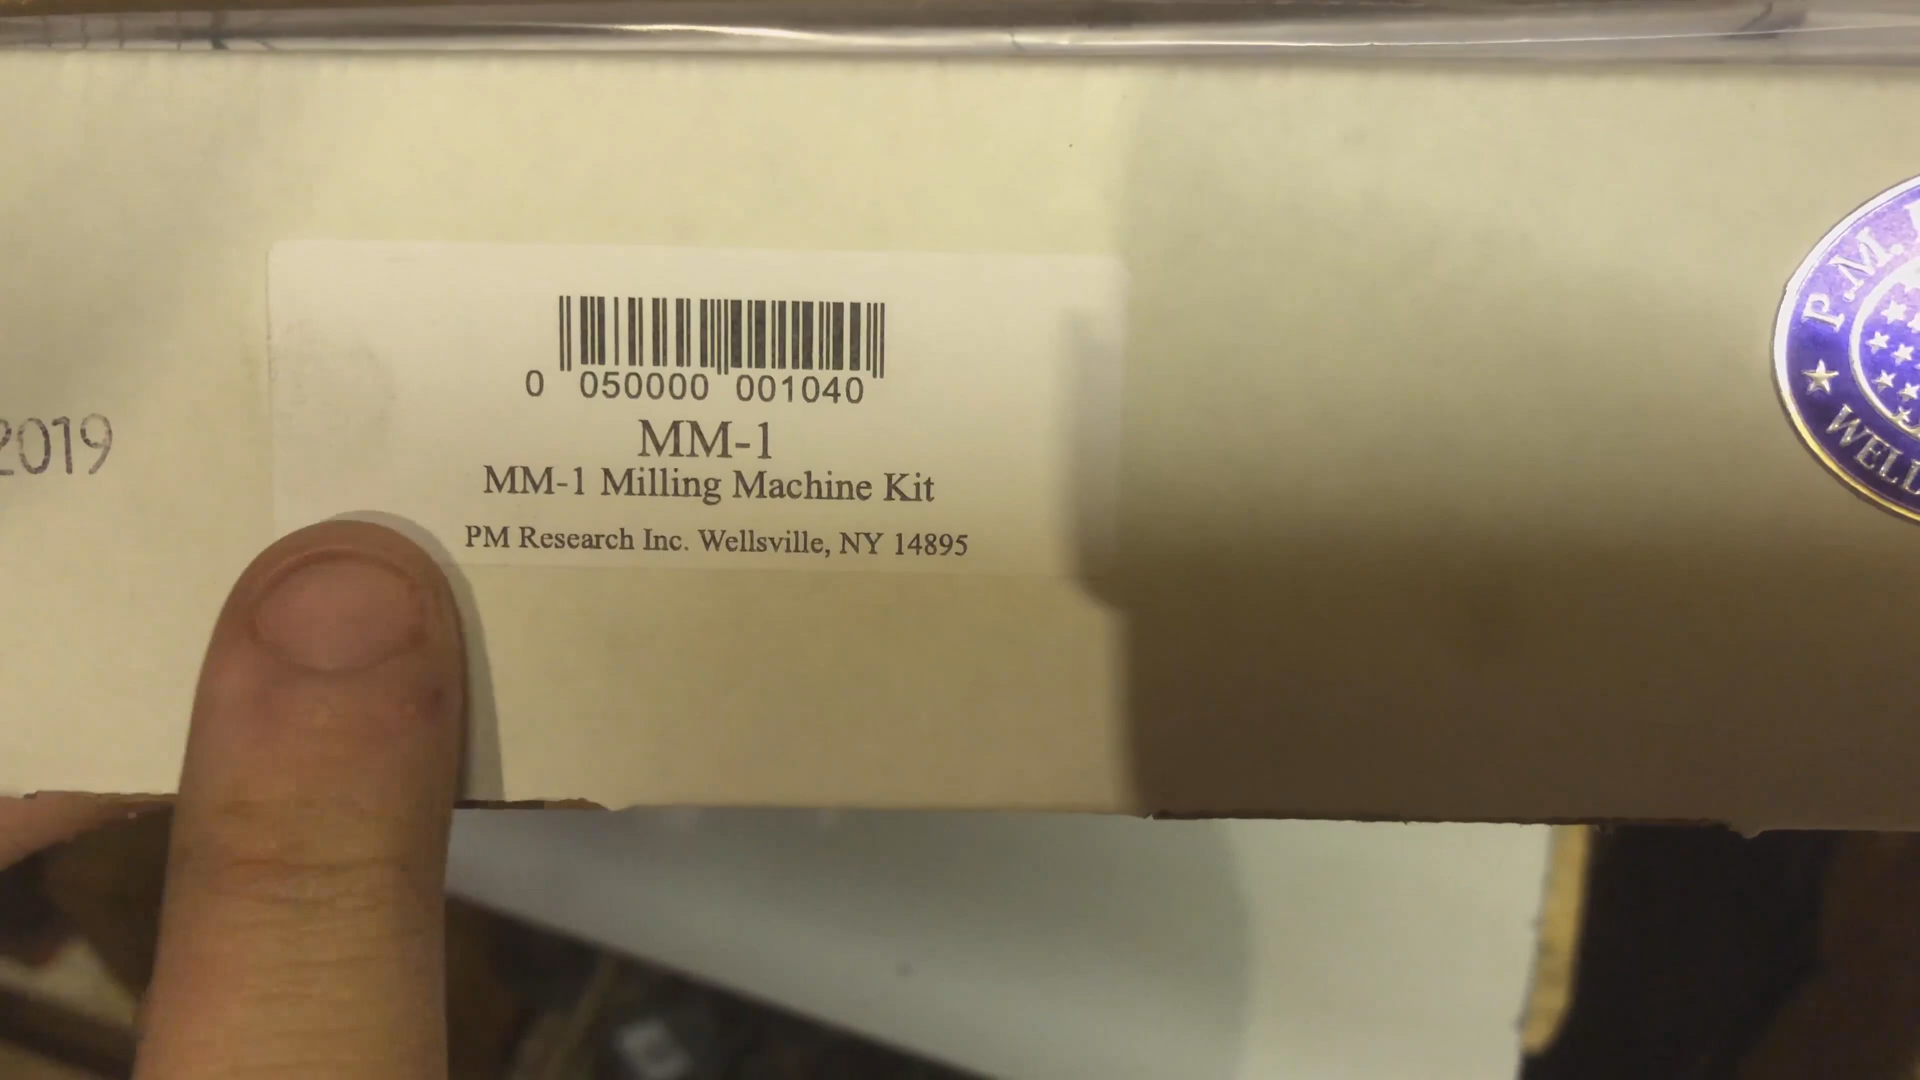 2019
0 050000 001040
MM-1
MM-1 Milling Machine Kit
PM Research Inc. Wellsville, NY 14895
P.M.
WELL